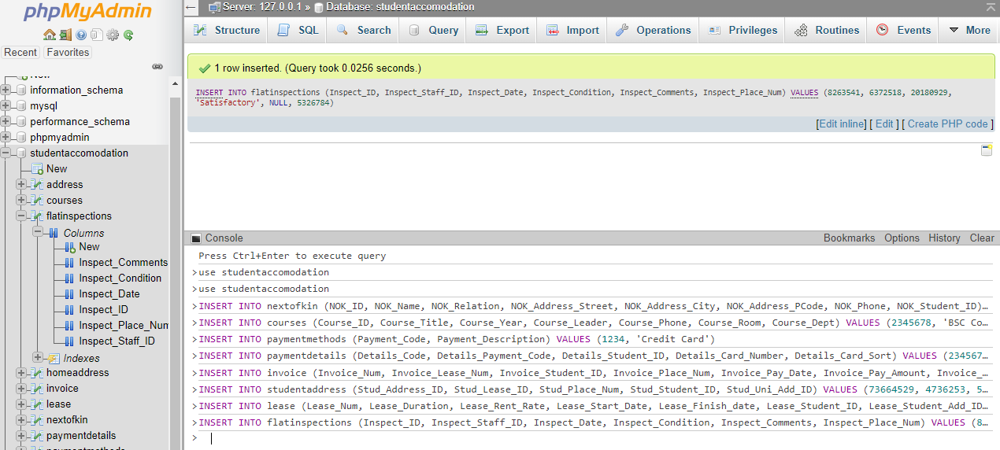 phpMyAdmin
Recent Favorites
New
information_schema
mysql
performance_schema
phpmyadmin
studentaccomodation
New
address
courses
flatinspections
Columns
New
Inspect_Comments
Inspect_Condition
Inspect_Date
Inspect_ID
Inspect_Place_Num
Inspect_Staff_ID
Indexes
homeaddress
invoice
lease
nextofkin
paymentdetails
paymentmethods
Server: 127.0.0.1 » Database: studentaccomodation
Structure SQL Search Query Export Import Operations Privileges Routines Events More
1 row inserted. (Query took 0.0256 seconds.)
INSERT INTO flatinspections (Inspect_ID, Inspect_Staff_ID, Inspect_Date, Inspect_Condition, Inspect_Comments, Inspect_Place_Num) VALUES (8263541, 6372518, 20180929,
'Satisfactory', NULL, 5326784)
[Edit inline] [ Edit ] [ Create PHP code ]
Console Bookmarks Options History Clear
Press Ctrl+Enter to execute query
>use studentaccomodation
>use studentaccomodation
>INSERT INTO nextofkin (NOK_ID, NOK_Name, NOK_Relation, NOK_Address_Street, NOK_Address_City, NOK_Address_PCode, NOK_Phone, NOK_Student_ID)…
>INSERT INTO courses (Course_ID, Course_Title, Course_Year, Course_Leader, Course_Phone, Course_Room, Course_Dept) VALUES (2345678, 'BSC Co…
>INSERT INTO paymentmethods (Payment_Code, Payment_Description) VALUES (1234, 'Credit Card')
>INSERT INTO paymentdetails (Details_Code, Details_Payment_Code, Details_Student_ID, Details_Card_Number, Details_Card_Sort) VALUES (234567…
>INSERT INTO invoice (Invoice_Num, Invoice_Lease_Num, Invoice_Student_ID, Invoice_Place_Num, Invoice_Pay_Date, Invoice_Pay_Amount, Invoice_…
>INSERT INTO studentaddress (Stud_Address_ID, Stud_Lease_ID, Stud_Place_Num, Stud_Student_ID, Stud_Uni_Add_ID) VALUES (73664529, 4736253, 5…
>INSERT INTO lease (Lease_Num, Lease_Duration, Lease_Rent_Rate, Lease_Start_Date, Lease_Finish_date, Lease_Student_ID, Lease_Student_Add_ID…
>INSERT INTO flatinspections (Inspect_ID, Inspect_Staff_ID, Inspect_Date, Inspect_Condition, Inspect_Comments, Inspect_Place_Num) VALUES (8…
>